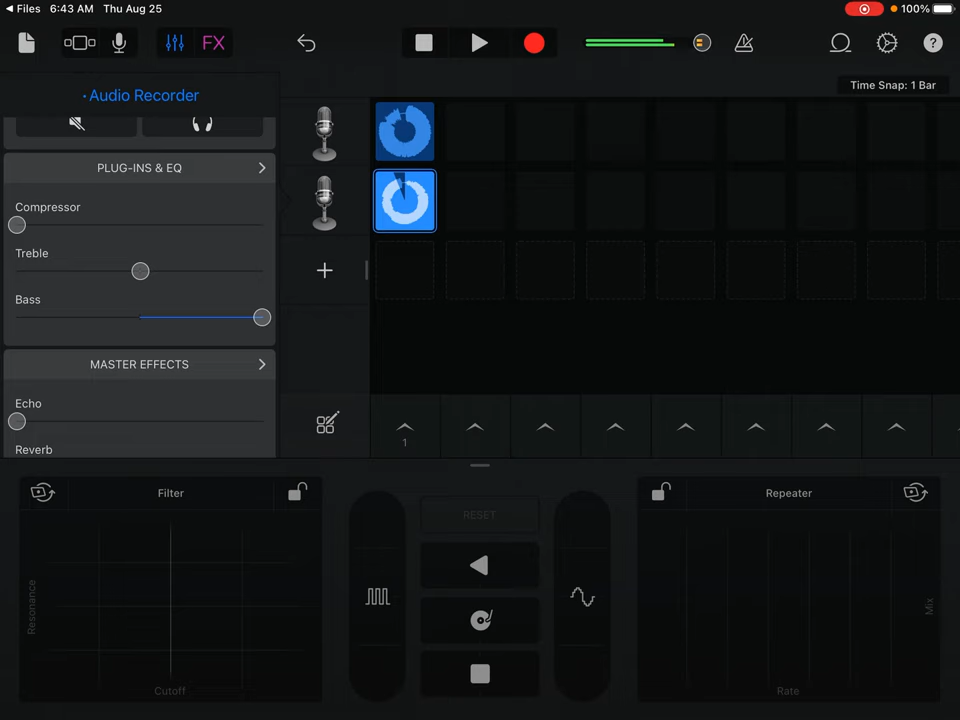 Files 6:43 AM Thu Aug 25 100%
FX
Time Snap: 1 Bar
Audio Recorder
PLUG-INS & EQ
Compressor
Treble
Bass
MASTER EFFECTS
Echo
Reverb
1
Filter
Resonance
Cutoff
RESET
Repeater
Mix
Rate